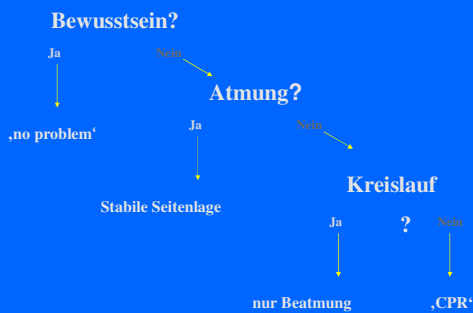 Bewusstsein?
Ja Nein
Atmung?
‚no problem‘ Ja Nein
Kreislauf
Stabile Seitenlage
Ja ? Nein
nur Beatmung ‚CPR‘